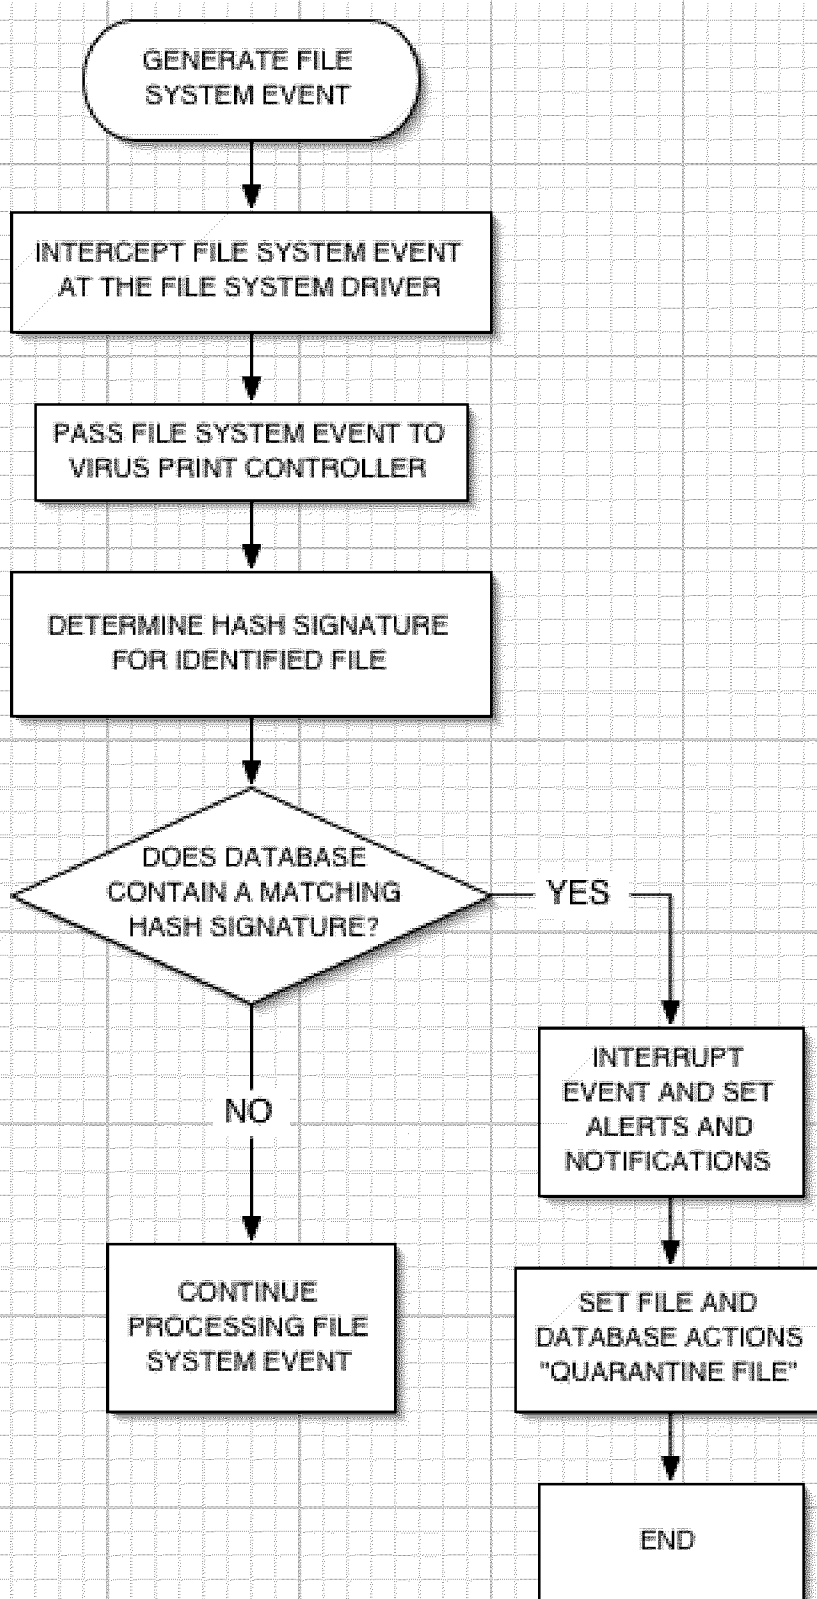 GENERATE FILE
SYSTEM EVENT
INTERCEPT FILE SYSTEM EVENT
AT THE FILE SYSTEM DRIVER
PASS FILE SYSTEM EVENT TO
VIRUS PRINT CONTROLLER
DETERMINE HASH SIGNATURE
FOR IDENTIFIED FILE
DOES DATABASE
CONTAIN A MATCHING
HASH SIGNATURE?
YES
INTERRUPT
EVENT AND SET
ALERTS AND
NOTIFICATIONS
NO
CONTINUE
PROCESSING FILE
SYSTEM EVENT
SET FILE AND
DATABASE ACTIONS
"QUARANTINE FILE"
END